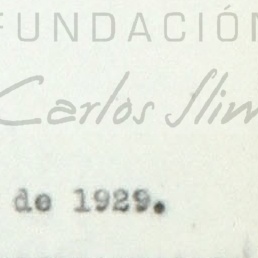 FUNDACIÓN
Carlos Slim
de 1929.